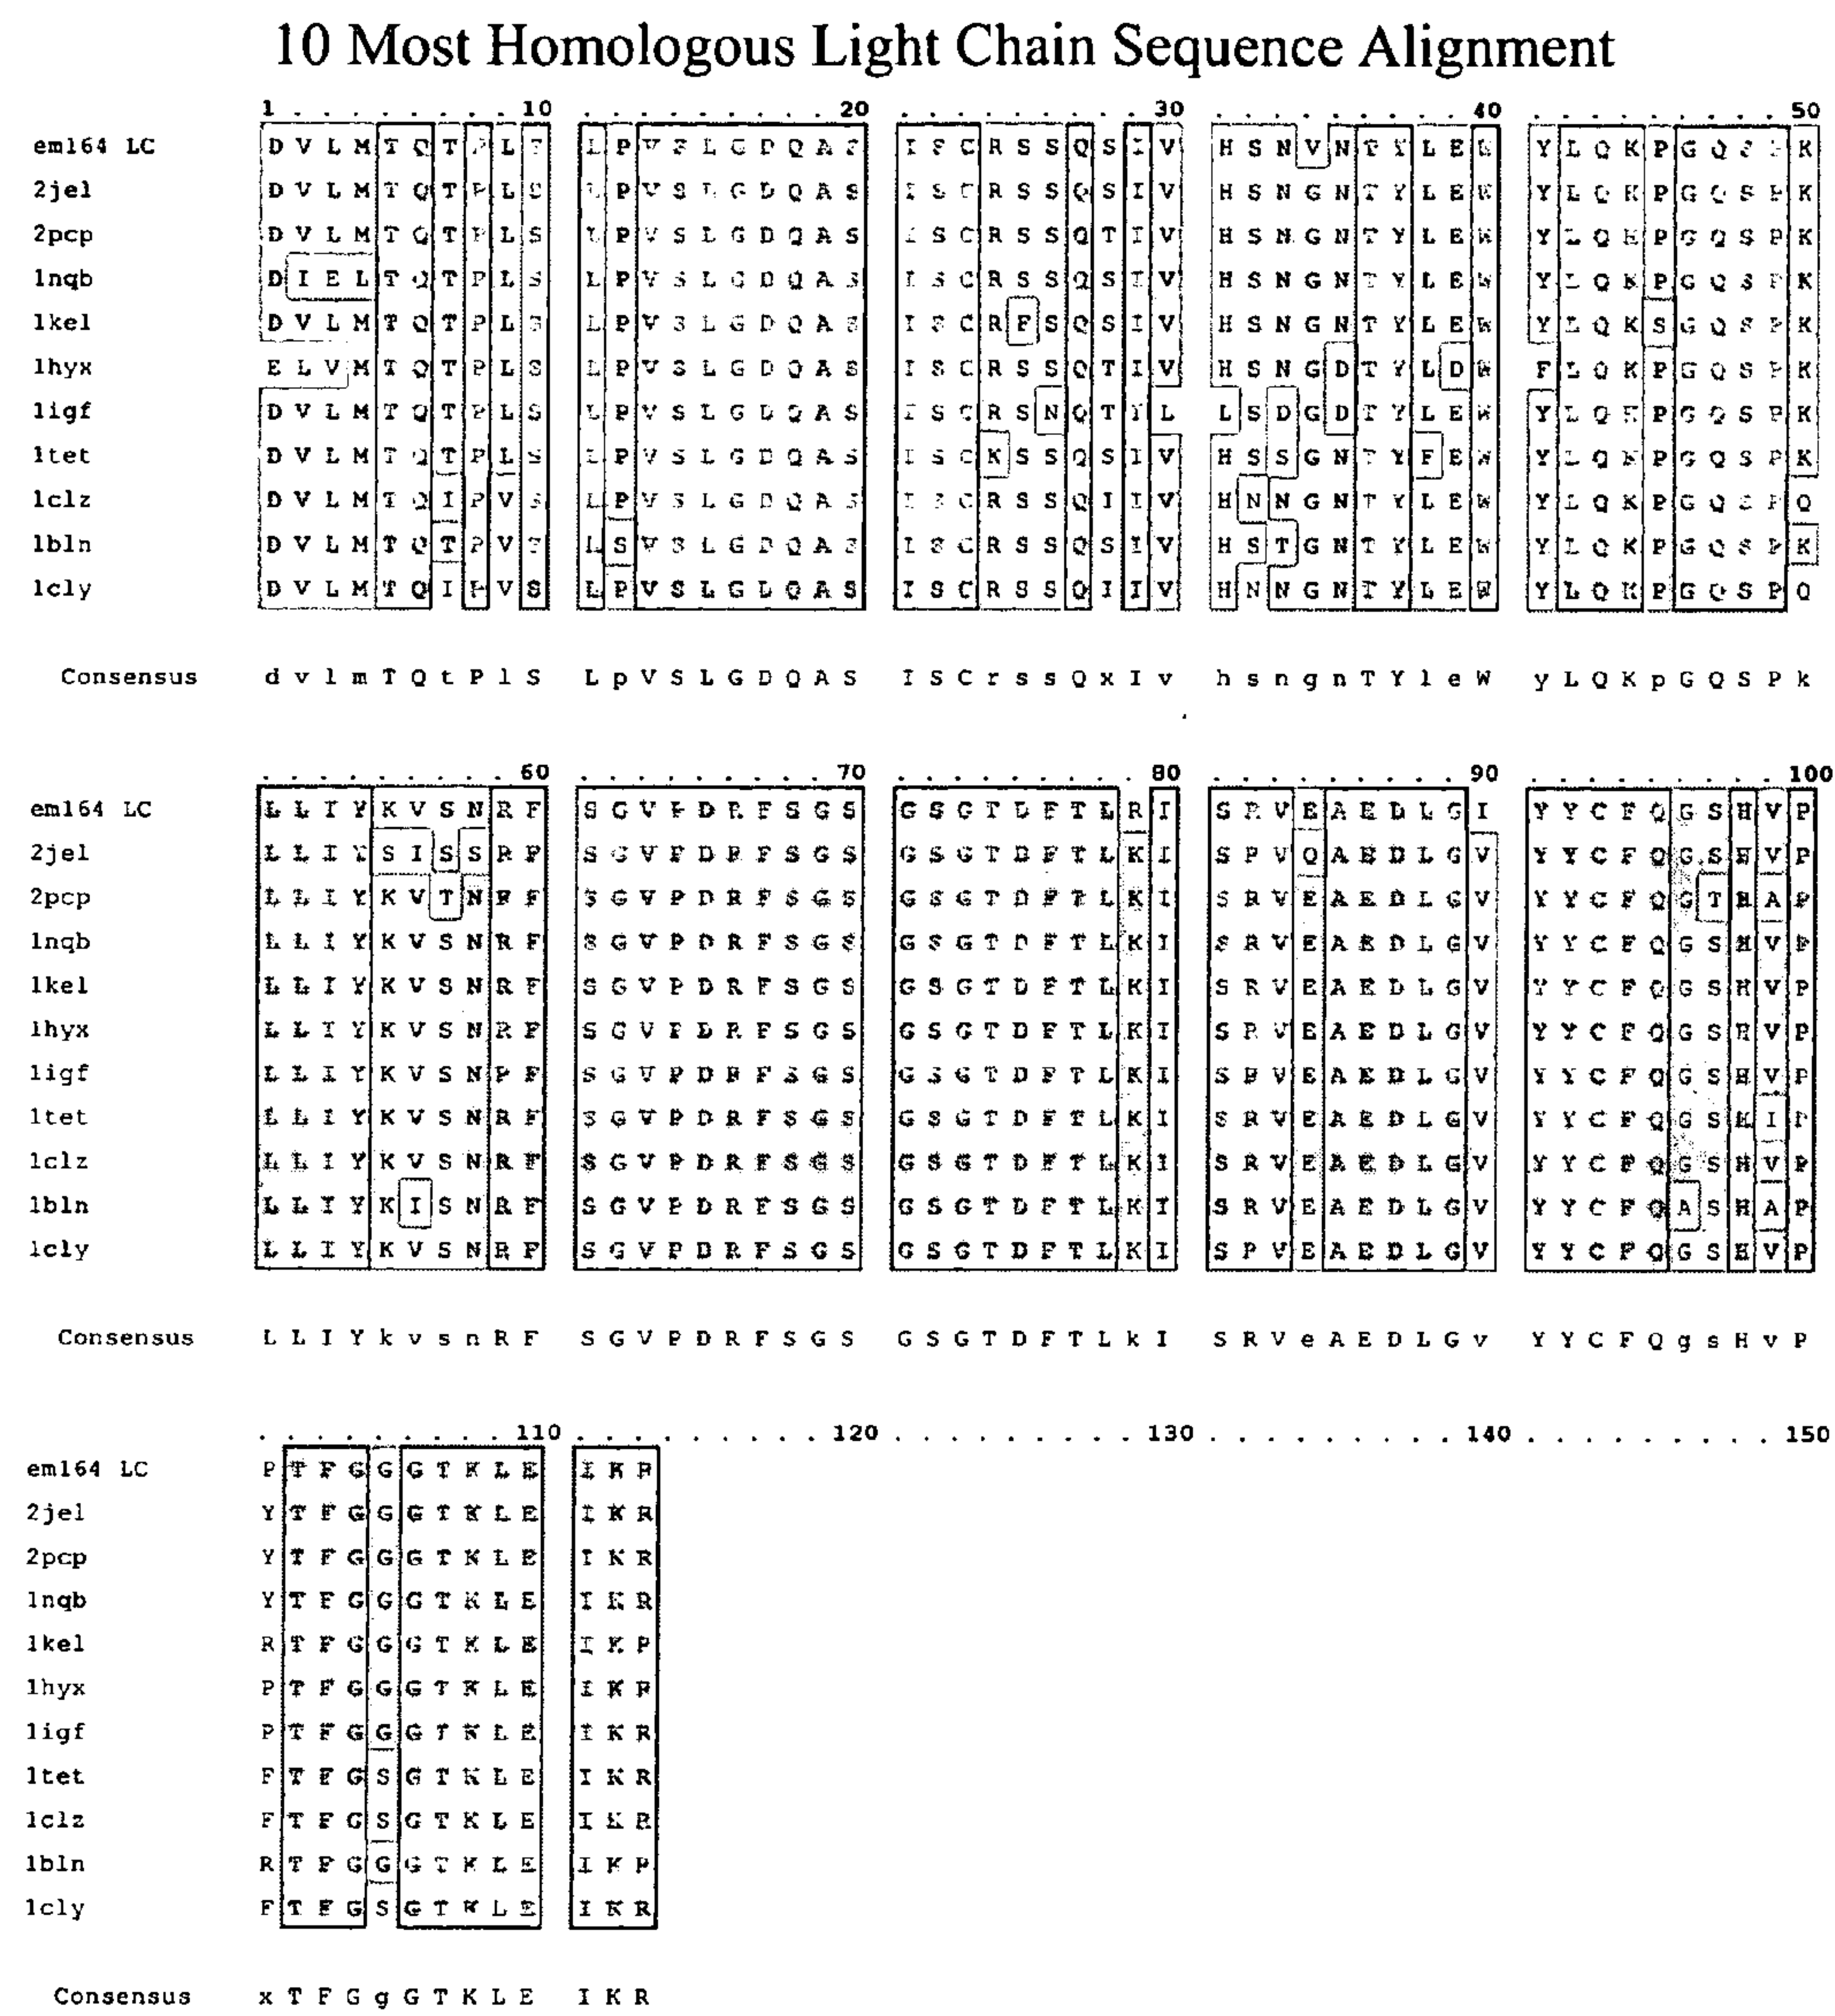 10 Most Homologous Light Chain Sequence Alignment
1 . . . . . . . . 10 . . . . . . . . . 20 . . . . . . . . . 30 . . . . . . . . . 40 . . . . . . . . . 50
em164 LC D V L M T Q T P L S L P V S L G D Q A S I S C R S S Q S I V H S N V N T Y L E W Y L Q K P G Q S P K
2jel D V L M T Q T P L S L P V S L G D Q A S I S C R S S Q S I V H S N G N T Y L E W Y L Q K P G Q S P K
2pcp D V L M T Q T P L S L P V S L G D Q A S I S C R S S Q T I V H S N G N T Y L E W Y L Q K P G Q S P K
1nqb D I E L T Q T P L S L P V S L G D Q A S I S C R S S Q S I V H S N G N T Y L E W Y L Q K P G Q S P K
1kel D V L M T Q T P L S L P V S L G D Q A S I S C R F S Q S I V H S N G N T Y L E W Y L Q K S G Q S P K
1hyx E L V M T Q T P L S L P V S L G D Q A S I S C R S S Q T I V H S N G D T Y L D W F L Q K P G Q S P K
1igf D V L M T Q T P L S L P V S L G D Q A S I S C R S N Q T Y L L S D G D T Y L E W Y L Q K P G Q S P K
1tet D V L M T Q T P L S L P V S L G D Q A S I S C K S S Q S I V H S S G N T Y F E W Y L Q K P G Q S P K
1clz D V L M T Q I P V S L P V S L G D Q A S I S C R S S Q I I V H N N G N T Y L E W Y L Q K P G Q S P Q
1bln D V L M T Q T P V S L S V S L G D Q A S I S C R S S Q S I V H S T G N T Y L E W Y L Q K P G Q S P K
1cly D V L M T Q I P V S L P V S L G D Q A S I S C R S S Q I I V H N N G N T Y L E W Y L Q K P G Q S P Q
Consensus d v l m T Q t P l S L p V S L G D Q A S I S C r s s Q x I v h s n g n T Y l e W y L Q K p G Q S P k
. . . . . . . . . 60 . . . . . . . . . 70 . . . . . . . . . 80 . . . . . . . . . 90 . . . . . . . . . 100
em164 LC L L I Y K V S N R F S G V P D R F S G S G S G T D F T L R I S R V E A E D L G I Y Y C F Q G S H V P
2jel L L I Y S I S S R F S G V P D R F S G S G S G T D F T L K I S R V Q A E D L G V Y Y C F Q G S H V P
2pcp L L I Y K V T N R F S G V P D R F S G S G S G T D F T L K I S R V E A E D L G V Y Y C F Q G T H A P
1nqb L L I Y K V S N R F S G V P D R F S G S G S G T D F T L K I S R V E A E D L G V Y Y C F Q G S H V P
1kel L L I Y K V S N R F S G V P D R F S G S G S G T D F T L K I S R V E A E D L G V Y Y C F Q G S H V P
1hyx L L I Y K V S N R F S G V P D R F S G S G S G T D F T L K I S R V E A E D L G V Y Y C F Q G S H V P
1igf L L I Y K V S N R F S G V P D R F S G S G S G T D F T L K I S R V E A E D L G V Y Y C F Q G S H V P
1tet L L I Y K V S N R F S G V P D R F S G S G S G T D F T L K I S R V E A E D L G V Y Y C F Q G S H I P
1clz L L I Y K V S N R F S G V P D R F S G S G S G T D F T L K I S R V E A E D L G V Y Y C F Q G S H V P
1bln L L I Y K I S N R F S G V P D R F S G S G S G T D F T L K I S R V E A E D L G V Y Y C F Q A S H A P
1cly L L I Y K V S N R F S G V P D R F S G S G S G T D F T L K I S R V E A E D L G V Y Y C F Q G S H V P
Consensus L L I Y k v s n R F S G V P D R F S G S G S G T D F T L k I S R V e A E D L G v Y Y C F Q g s H v P
. . . . . . . . . 110 . . . . . . . . . 120 . . . . . . . . . 130 . . . . . . . . . 140 . . . . . . . . . 150
em164 LC P T F G G G T K L E I K R
2jel Y T F G G G T K L E I K R
2pcp Y T F G G G T K L E I K R
1nqb Y T F G G G T K L E I K R
1kel R T F G G G T K L E I K R
1hyx P T F G G G T K L E I K R
1igf P T F G G G T K L E I K R
1tet F T F G S G T K L E I K R
1clz F T F G S G T K L E I K R
1bln R T F G G G T K L E I K R
1cly F T F G S G T K L E I K R
Consensus x T F G g G T K L E I K R